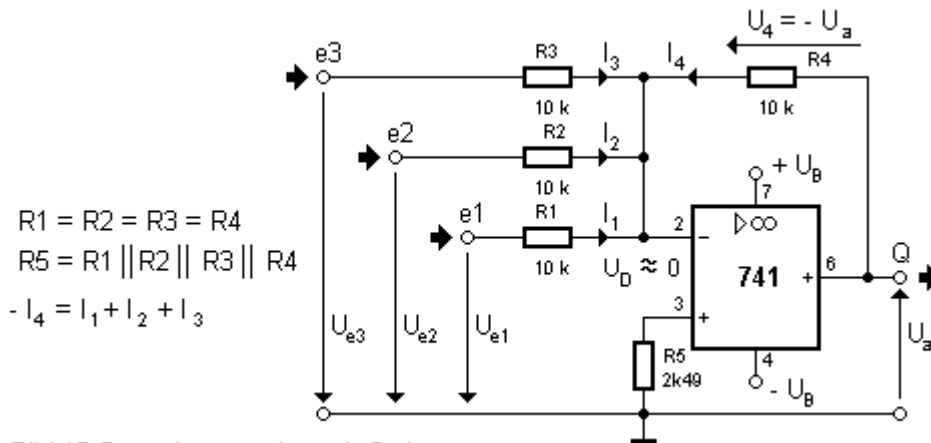 U4 = - Ua
e3
R3
I3
I4
R4
10 k
10 k
e2
R2
I2
+ UB
10 k
7
R1 = R2 = R3 = R4
e1
R1
I1
2
-
▷∞
R5 = R1 || R2 || R3 || R4
10 k
UD ≈ 0
741
+
6
Q
- I4 = I1 + I2 + I3
3
+
Ue3
Ue2
Ue1
R5
2k49
4
- UB
Ua